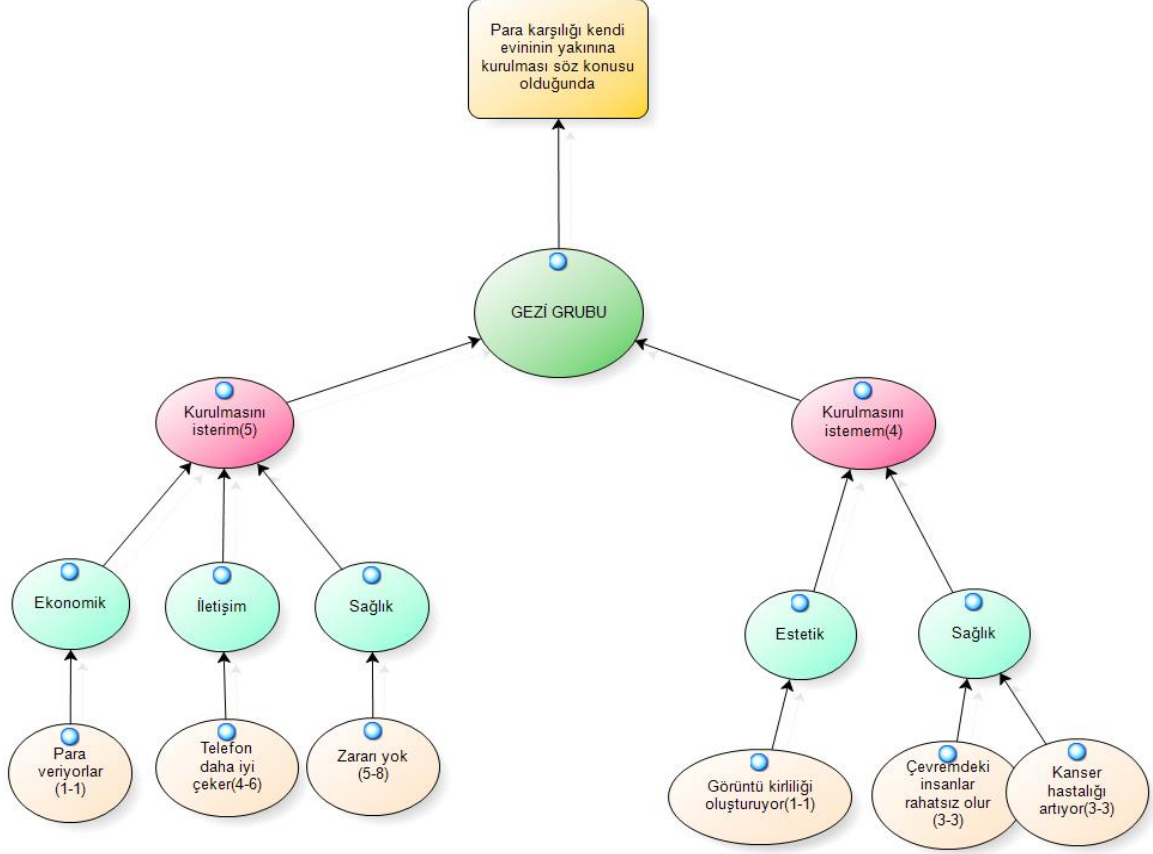 Para karşılığı kendi
evininin yakınına
kurulması söz konusu
olduğunda
GEZİ GRUBU
Kurulmasını
isterim(5)
Kurulmasını
istemem(4)
Ekonomik
İletişim
Sağlık
Estetik
Sağlık
Para
veriyorlar
(1-1)
Telefon
daha iyi
çeker(4-6)
Zararı yok
(5-8)
Görüntü kirliliği
oluşturuyor(1-1)
Çevremdeki
insanlar
rahatsız olur
(3-3)
Kanser
hastalığı
artıyor(3-3)